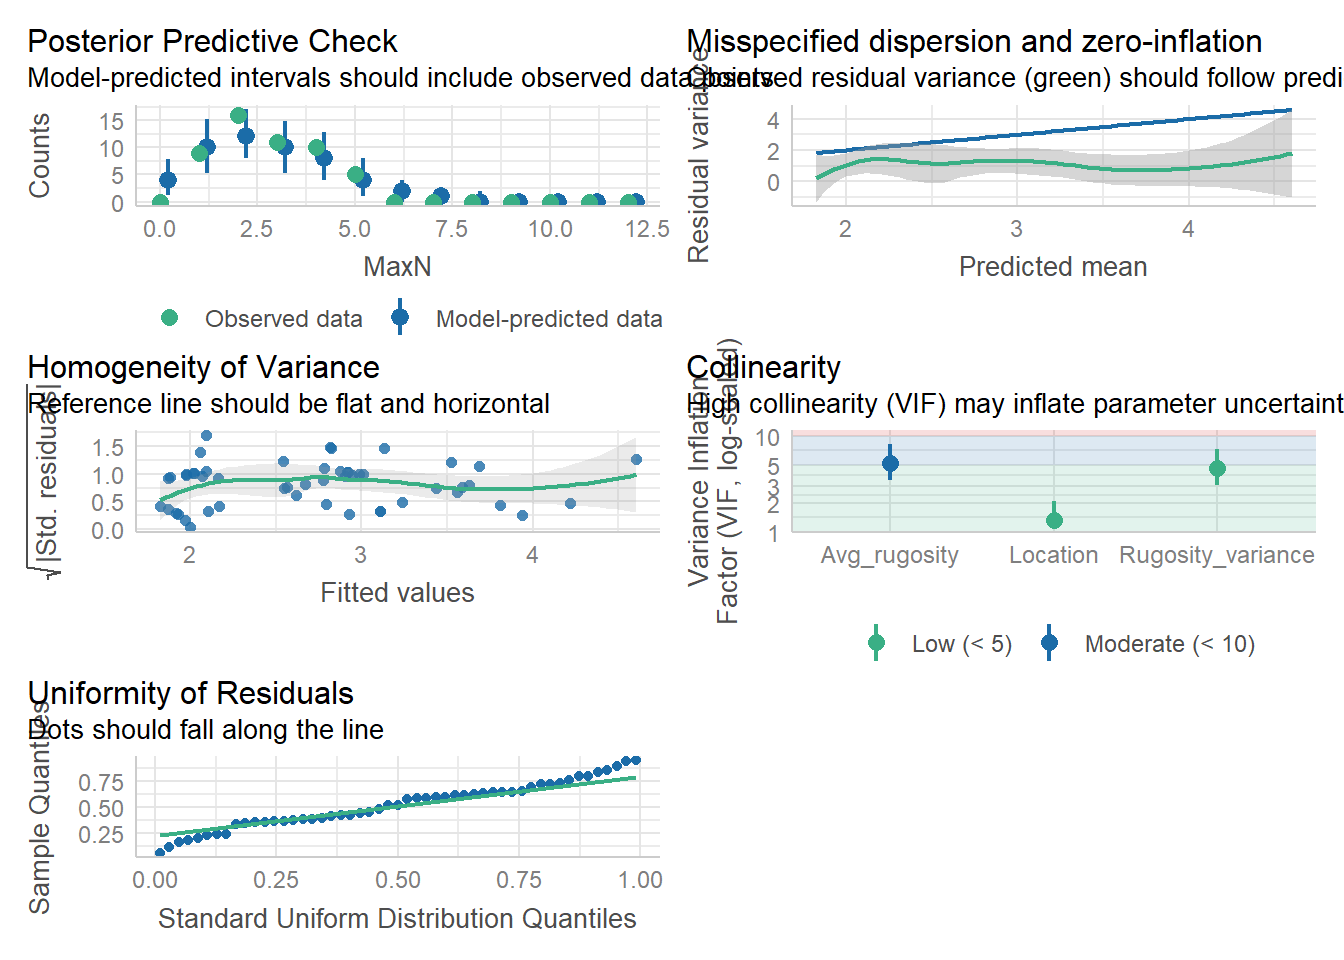 Posterior Predictive Check
Model-predicted intervals should include observed data points
Counts
15
10
5
0
0.0 2.5 5.0 7.5 10.0 12.5
MaxN
Observed data Model-predicted data
Misspecified dispersion and zero-inflation
Observed residual variance (green) should follow predi
Residual variance
4
2
0
2 3 4
Predicted mean
Homogeneity of Variance
Reference line should be flat and horizontal
√|Std. residuals|
1.5
1.0
0.5
0.0
2 3 4
Fitted values
Collinearity
High collinearity (VIF) may inflate parameter uncertaint
Variance Inflation
Factor (VIF, log-scaled)
10
5
3
2
1
Avg_rugosity Location Rugosity_variance
Low (< 5) Moderate (< 10)
Uniformity of Residuals
Dots should fall along the line
Sample Quantiles
0.75
0.50
0.25
0.00 0.25 0.50 0.75 1.00
Standard Uniform Distribution Quantiles